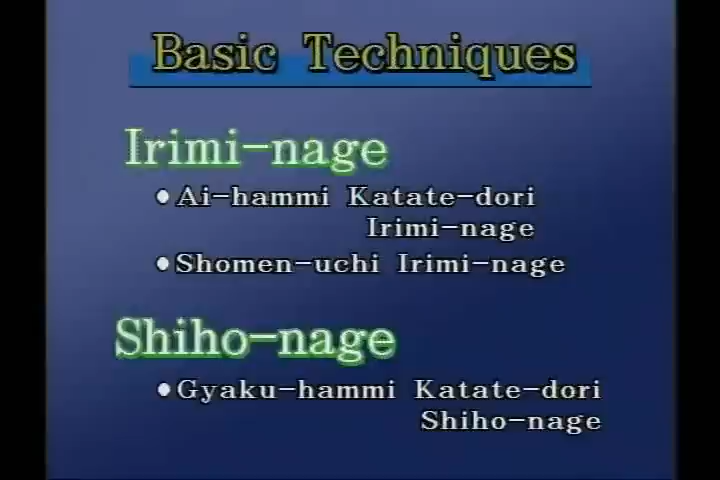 Basic Techniques
Irimi-nage
●Ai-hammi Katate-dori
Irimi-nage
●Shomen-uchi Irimi-nage
Shiho-nage
●Gyaku-hammi Katate-dori
Shiho-nage